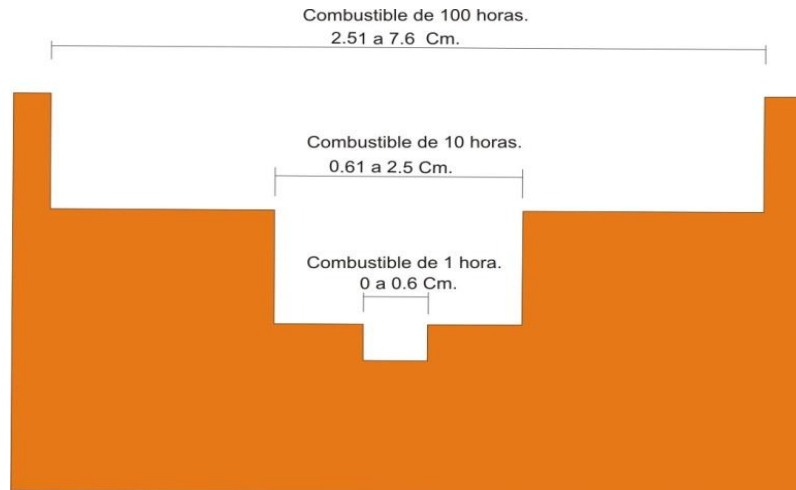 Combustible de 100 horas.
2.51 a 7.6 Cm.
Combustible de 10 horas.
0.61 a 2.5 Cm.
Combustible de 1 hora.
0 a 0.6 Cm.